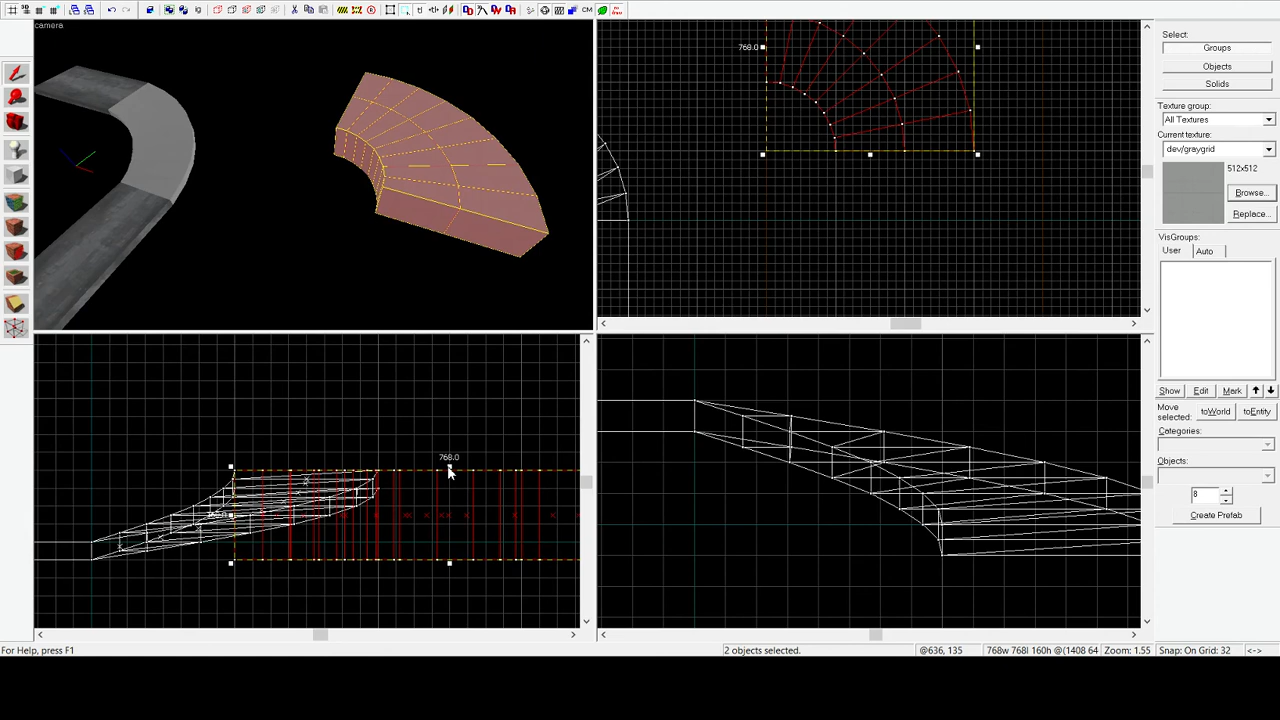 CM
camera
768.0
768.0
For Help, press F1
2 objects selected.
@636, 135
768w 768l 160h @(1408 64
Zoom: 1.55
Snap: On Grid: 32
<->
Select:
Groups
Objects
Solids
Texture group:
All Textures
Current texture:
dev/graygrid
512x512
Browse...
Replace...
VisGroups:
User
Auto
Show
Edit
Mark
Move
selected:
toWorld
toEntity
Categories:
Objects:
8
Create Prefab